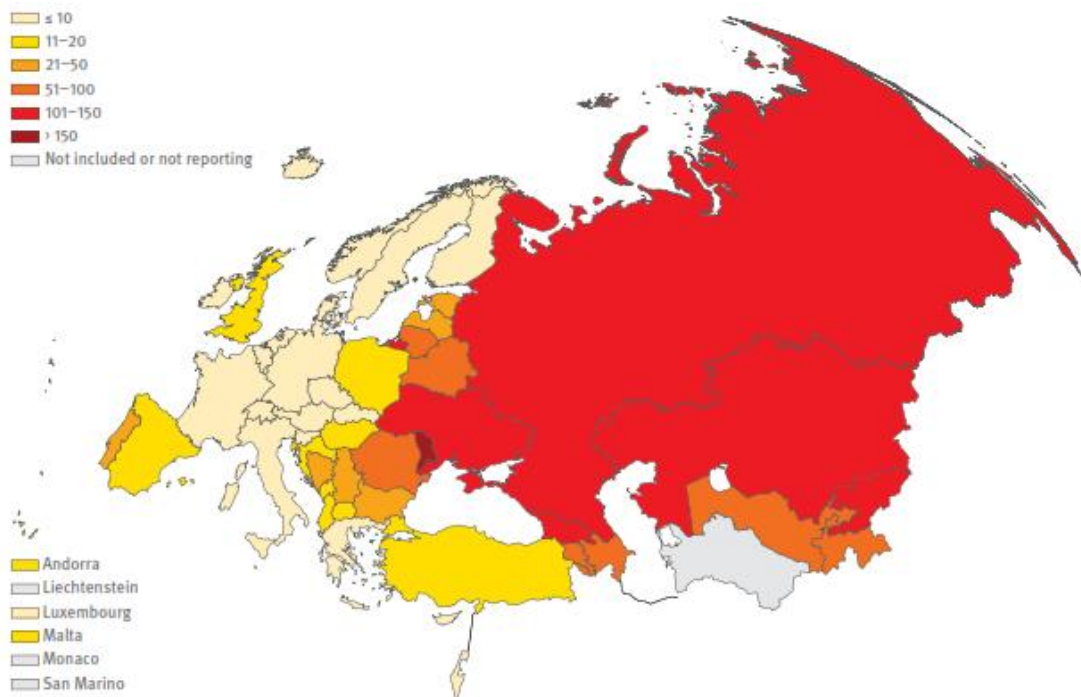 ≤ 10
11–20
21–50
51–100
101–150
> 150
Not included or not reporting
Andorra
Liechtenstein
Luxembourg
Malta
Monaco
San Marino